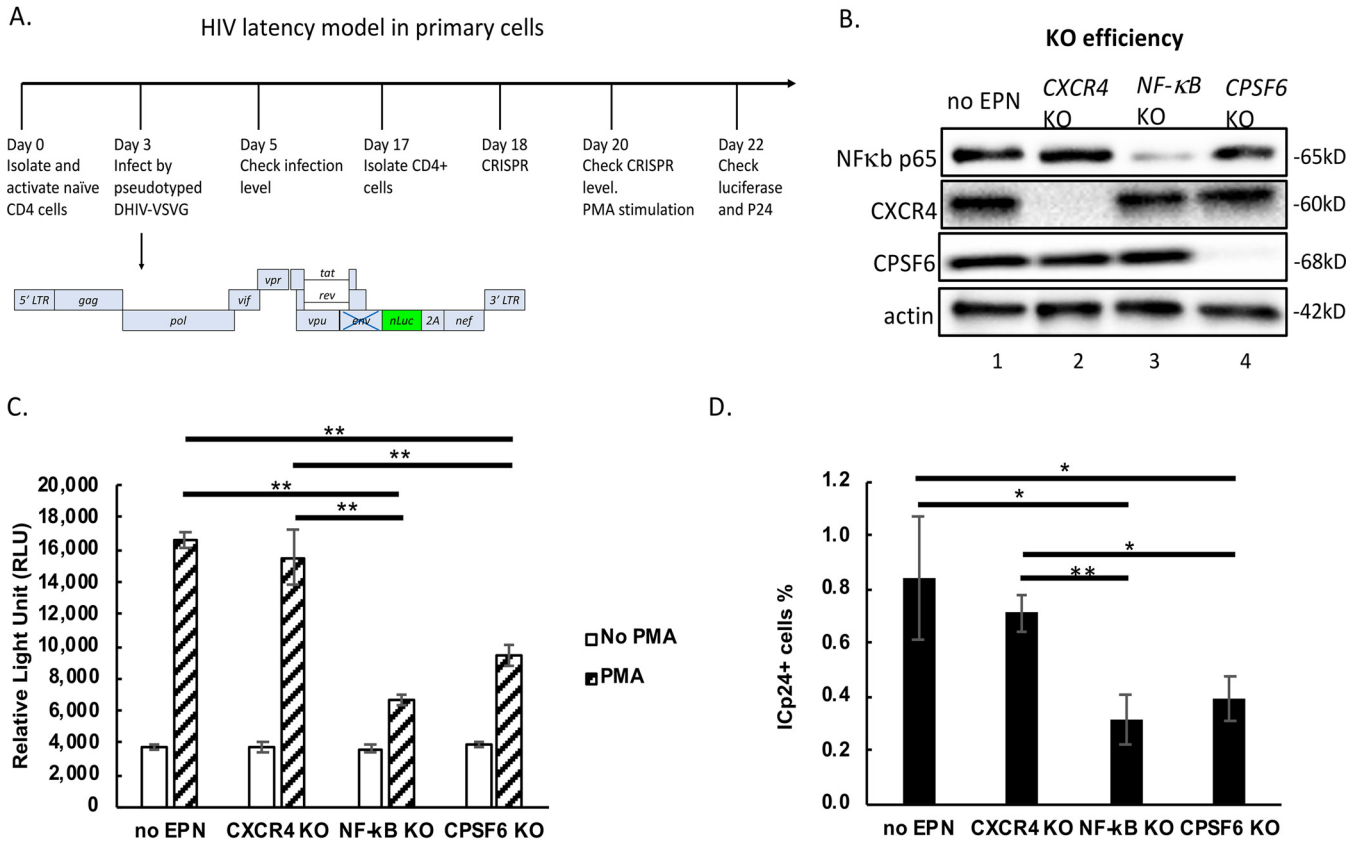 A.
HIV latency model in primary cells
Day 0
Isolate and
activate naïve
CD4 cells
Day 3
Infect by
pseudotyped
DHIV-VSVG
Day 5
Check infection
level
Day 17
Isolate CD4+
cells
Day 18
CRISPR
Day 20
Check CRISPR
level.
PMA stimulation
Day 22
Check
luciferase
and P24
5' LTR
gag
pol
vif
vpr
tat
rev
vpu
env
nLuc
2A
nef
3' LTR
B.
KO efficiency
no EPN
CXCR4
KO
NF-κB
KO
CPSF6
KO
NFκb p65
-65kD
CXCR4
-60kD
CPSF6
-68kD
actin
-42kD
1 2 3 4
C.
**
**
**
**
Relative Light Unit (RLU)
20,000
18,000
16,000
14,000
12,000
10,000
8,000
6,000
4,000
2,000
0
no EPN CXCR4 KO NF-kB KO CPSF6 KO
No PMA
PMA
D.
*
*
*
**
ICp24+ cells %
1.2
1.0
0.8
0.6
0.4
0.2
0.0
no EPN CXCR4 KO NF-kB KO CPSF6 KO